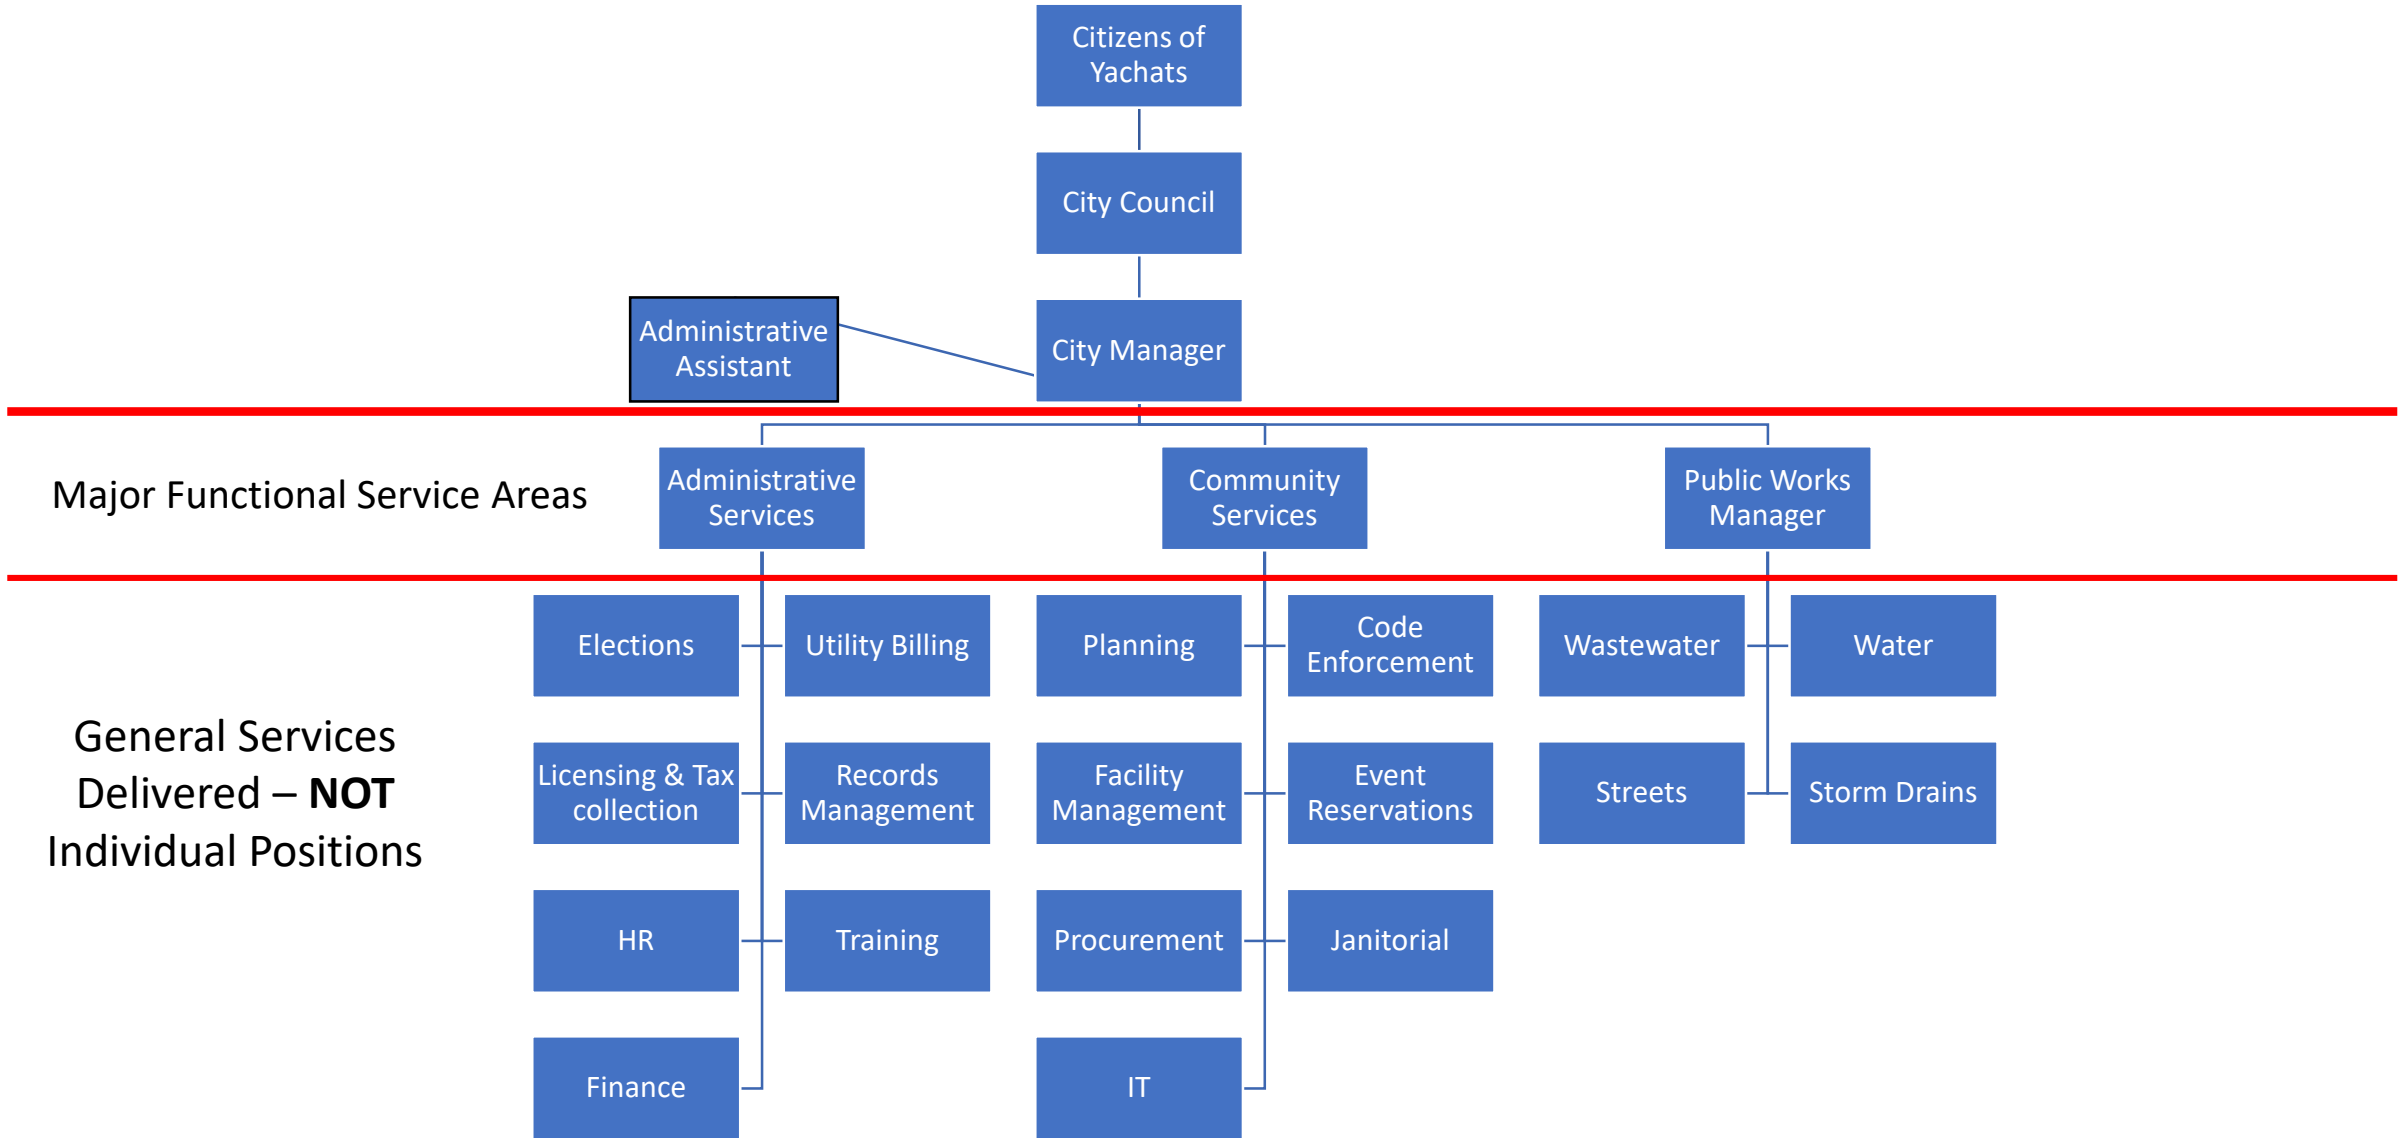 Citizens of
Yachats
City Council
Administrative
Assistant
City Manager
Major Functional Service Areas
Administrative
Services
Community
Services
Public Works
Manager
General Services
Delivered – NOT
Individual Positions
Elections
Utility Billing
Planning
Code
Enforcement
Wastewater
Water
Licensing & Tax
collection
Records
Management
Facility
Management
Event
Reservations
Streets
Storm Drains
HR
Training
Procurement
Janitorial
Finance
IT